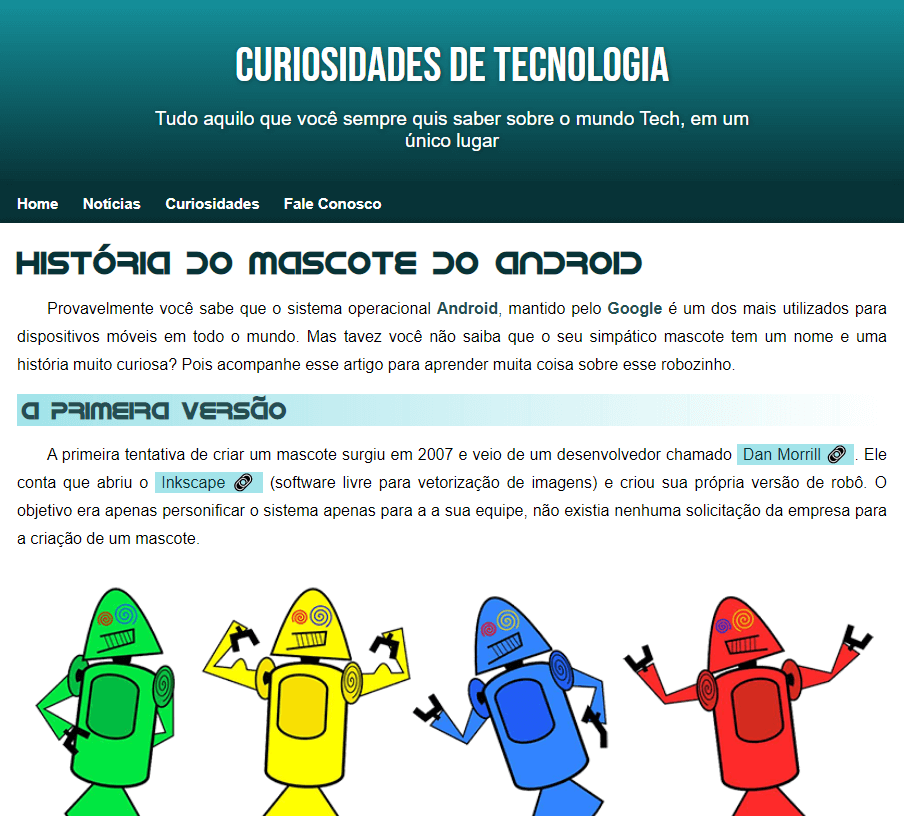 CURIOSIDADES DE TECNOLOGIA
Tudo aquilo que você sempre quis saber sobre o mundo Tech, em um
único lugar
Home Notícias Curiosidades Fale Conosco
História do Mascote do Android
Provavelmente você sabe que o sistema operacional Android, mantido pelo Google é um dos mais utilizados para
dispositivos móveis em todo o mundo. Mas tavez você não saiba que o seu simpático mascote tem um nome e uma
história muito curiosa? Pois acompanhe esse artigo para aprender muita coisa sobre esse robozinho.
A primeira versão
A primeira tentativa de criar um mascote surgiu em 2007 e veio de um desenvolvedor chamado Dan Morrill . Ele
conta que abriu o Inkscape (software livre para vetorização de imagens) e criou sua própria versão de robô. O
objetivo era apenas personificar o sistema apenas para a a sua equipe, não existia nenhuma solicitação da empresa para
a criação de um mascote.